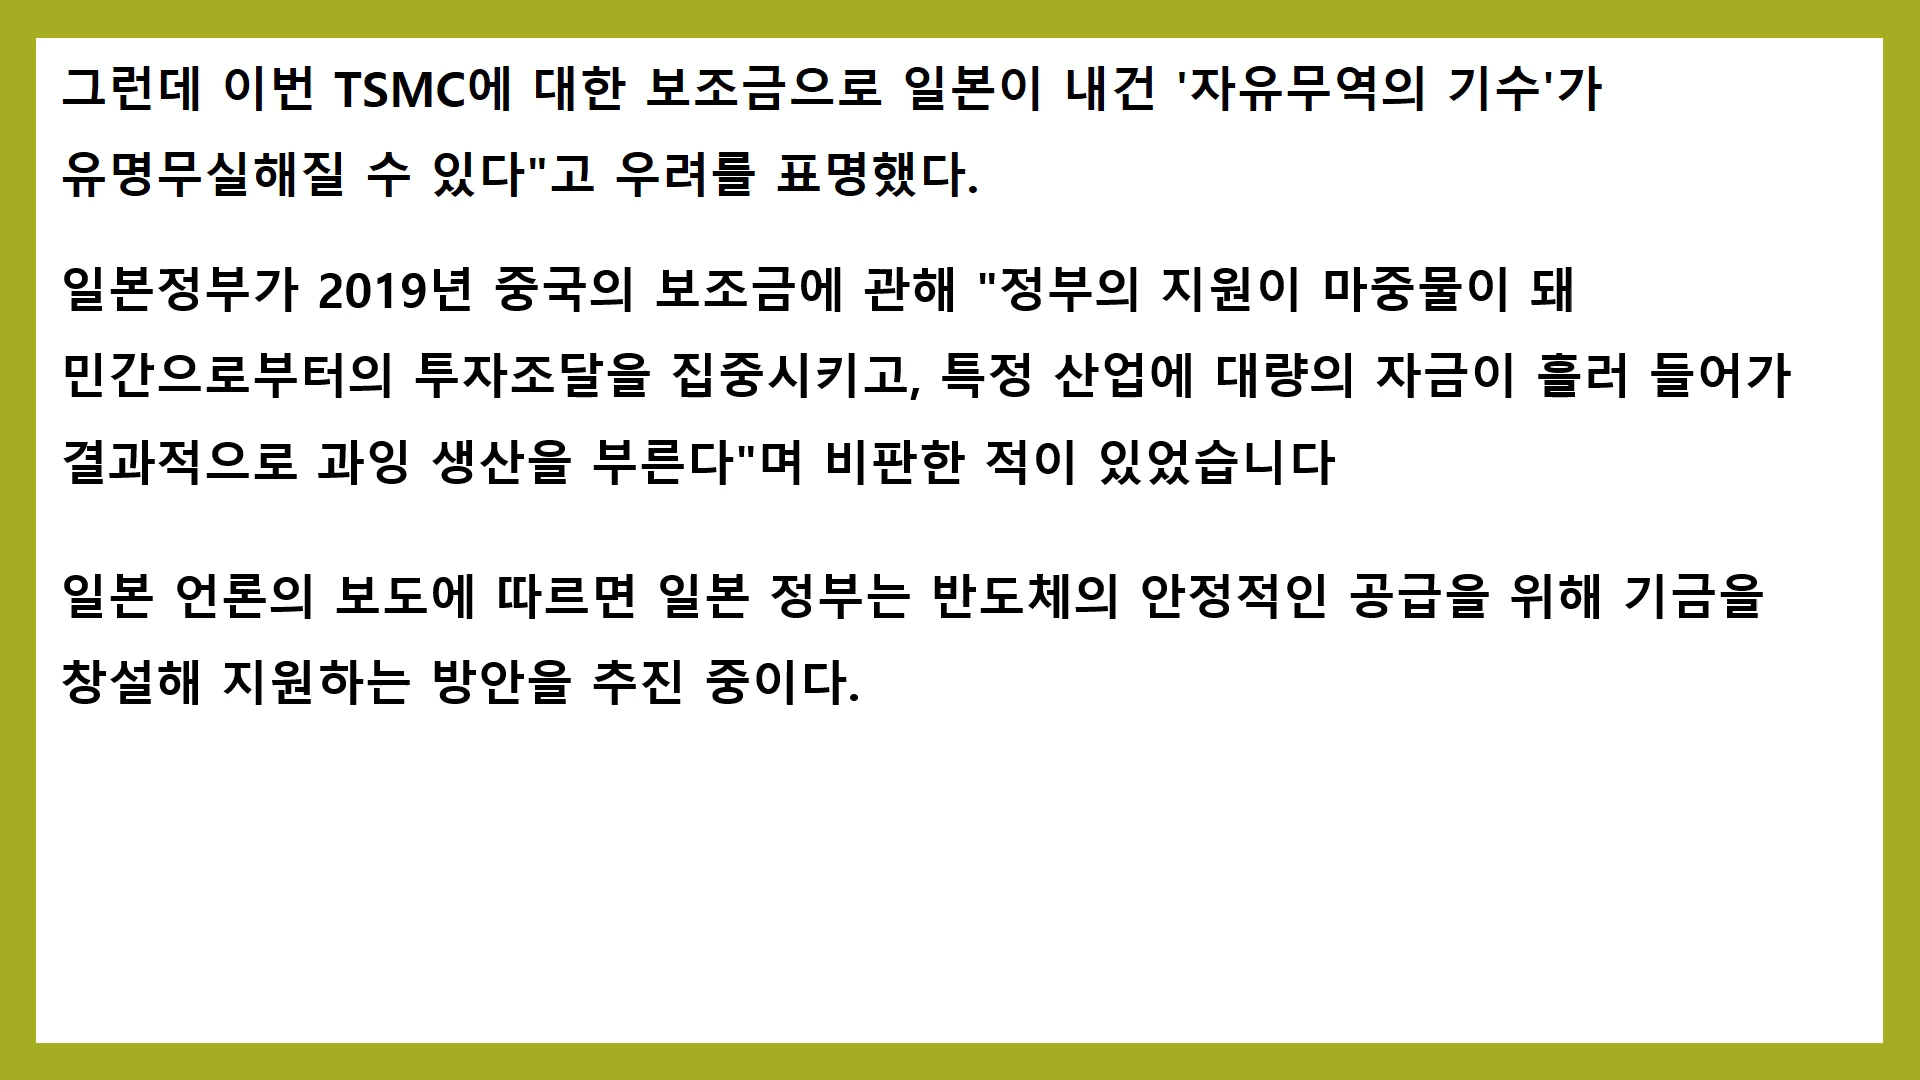 그런데 이번 TSMC에 대한 보조금으로 일본이 내건 '자유무역의 기수'가
유명무실해질 수 있다"고 우려를 표명했다.
일본정부가 2019년 중국의 보조금에 관해 "정부의 지원이 마중물이 돼
민간으로부터의 투자조달을 집중시키고, 특정 산업에 대량의 자금이 흘러 들어가
결과적으로 과잉 생산을 부른다"며 비판한 적이 있었습니다
일본 언론의 보도에 따르면 일본 정부는 반도체의 안정적인 공급을 위해 기금을
창설해 지원하는 방안을 추진 중이다.